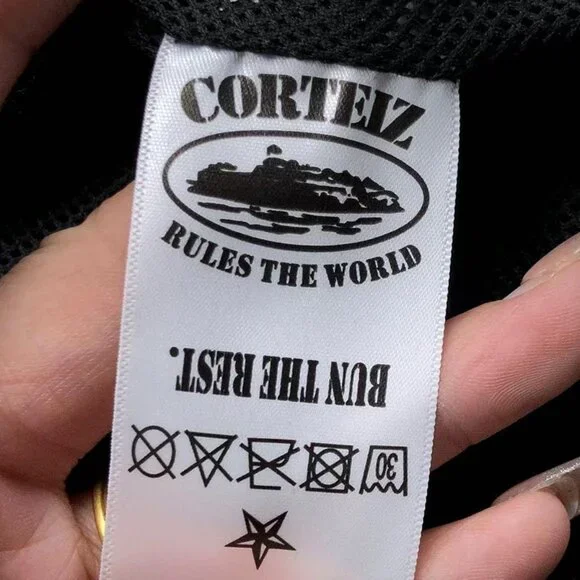 CORTEIZ
RULES THE WORLD
BUN THE REST.
30